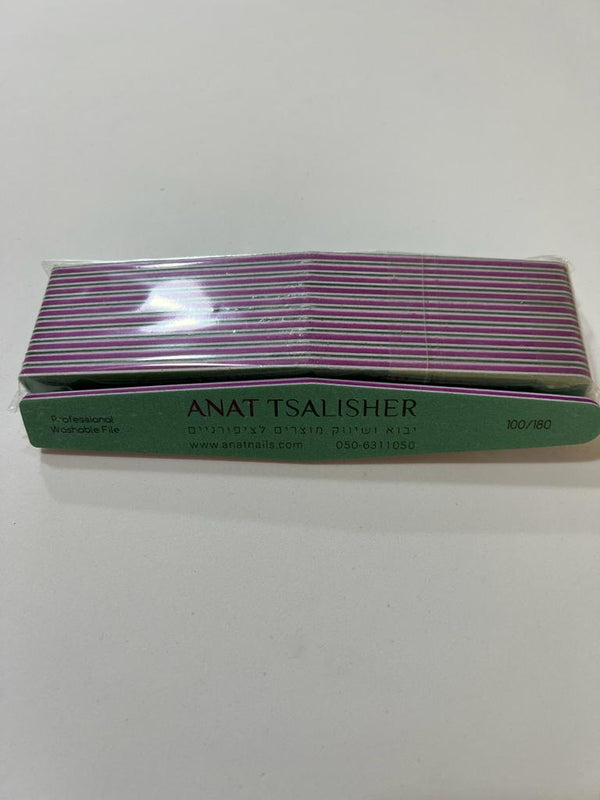 ANAT TSALISHER
Professional
Washable File
יבוא ושיווק מוצרים לציפורניים
100/180
www.anatnails.com 050-6311050